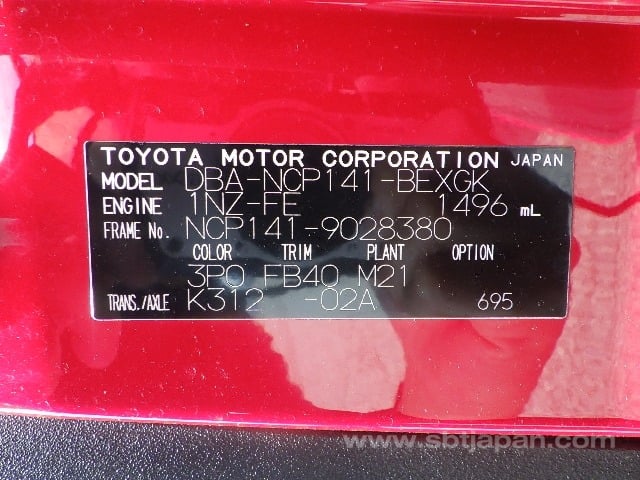 TOYOTA MOTOR CORPORATION JAPAN
MODEL DBA-NCP141-BEXGK
ENGINE 1NZ-FE 1496 mL
FRAME No. NCP141-9028380
COLOR TRIM PLANT OPTION
3P0 FB40 M21
TRANS./AXLE K312 -02A 695
www.sbtjapan.com